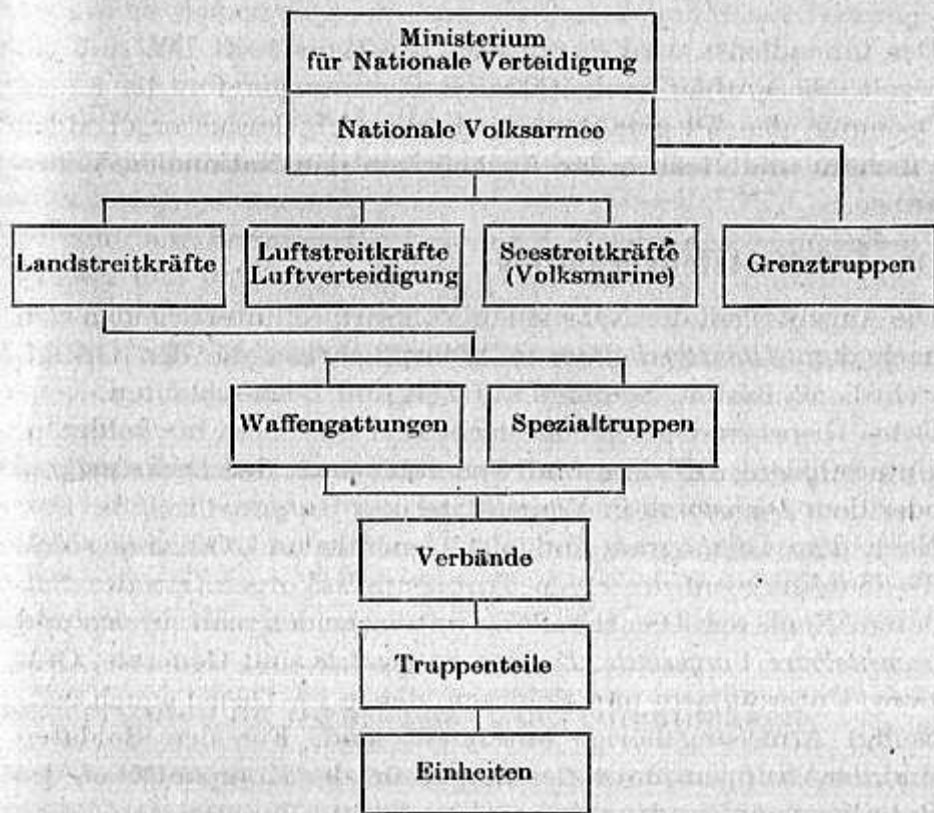 Ministerium
für Nationale Verteidigung
Nationale Volksarmee
Landstreitkräfte
Luftstreitkräfte
Luftverteidigung
Seestreitkräfte
(Volksmarine)
Grenztruppen
Waffengattungen
Spezialtruppen
Verbände
Truppenteile
Einheiten